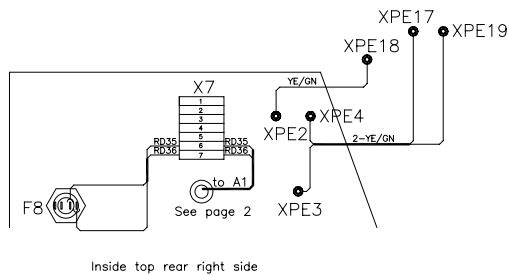 XPE17
XPE18
XPE19
X7
YE/GN
1
2
3
4
5
6
7
XPE2
XPE4
RD35
RD35
2-YE/GN
RD36
RD36
to A1
F8
See page 2
XPE3
Inside top rear right side